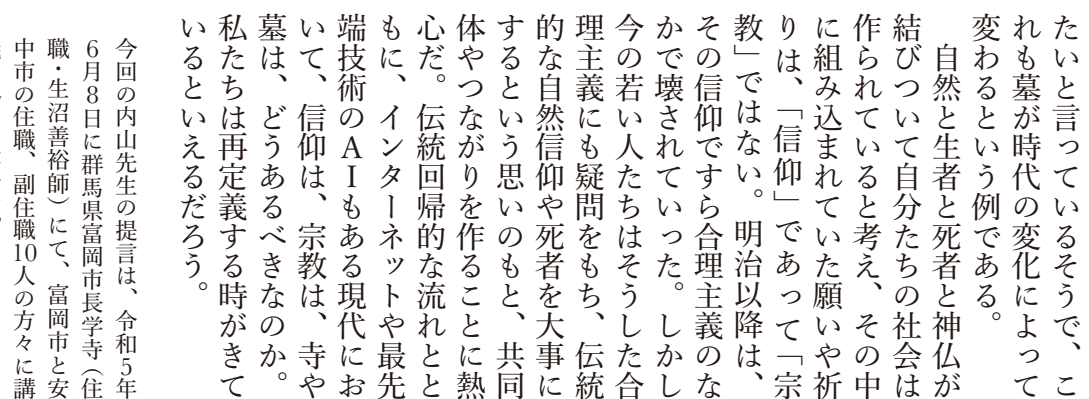 たいと言っているそうで、こ
れも墓が時代の変化によって
変わるという例である。
　自然と生者と死者と神仏が
結びついて自分たちの社会は
作られていると考え、その中
に組み込まれていた願いや祈
りは、「信仰」であって「宗
教」ではない。明治以降は、
その信仰ですら合理主義のな
かで壊されていった。しかし
今の若い人たちはそうした合
理主義にも疑問をもち、伝統
的な自然信仰や死者を大事に
するという思いのもと、共同
体やつながりを作ることに熱
心だ。伝統回帰的な流れとと
もに、インターネットや最先
端技術のAIもある現代にお
いて、信仰は、宗教は、寺や
墓は、どうあるべきなのか。
私たちは再定義する時がきて
いるといえるだろう。
今回の内山先生の提言は、令和5年
6月8日に群馬県富岡市長学寺（住
職・生沼善裕師）にて、富岡市と安
中市の住職、副住職10人の方々に講